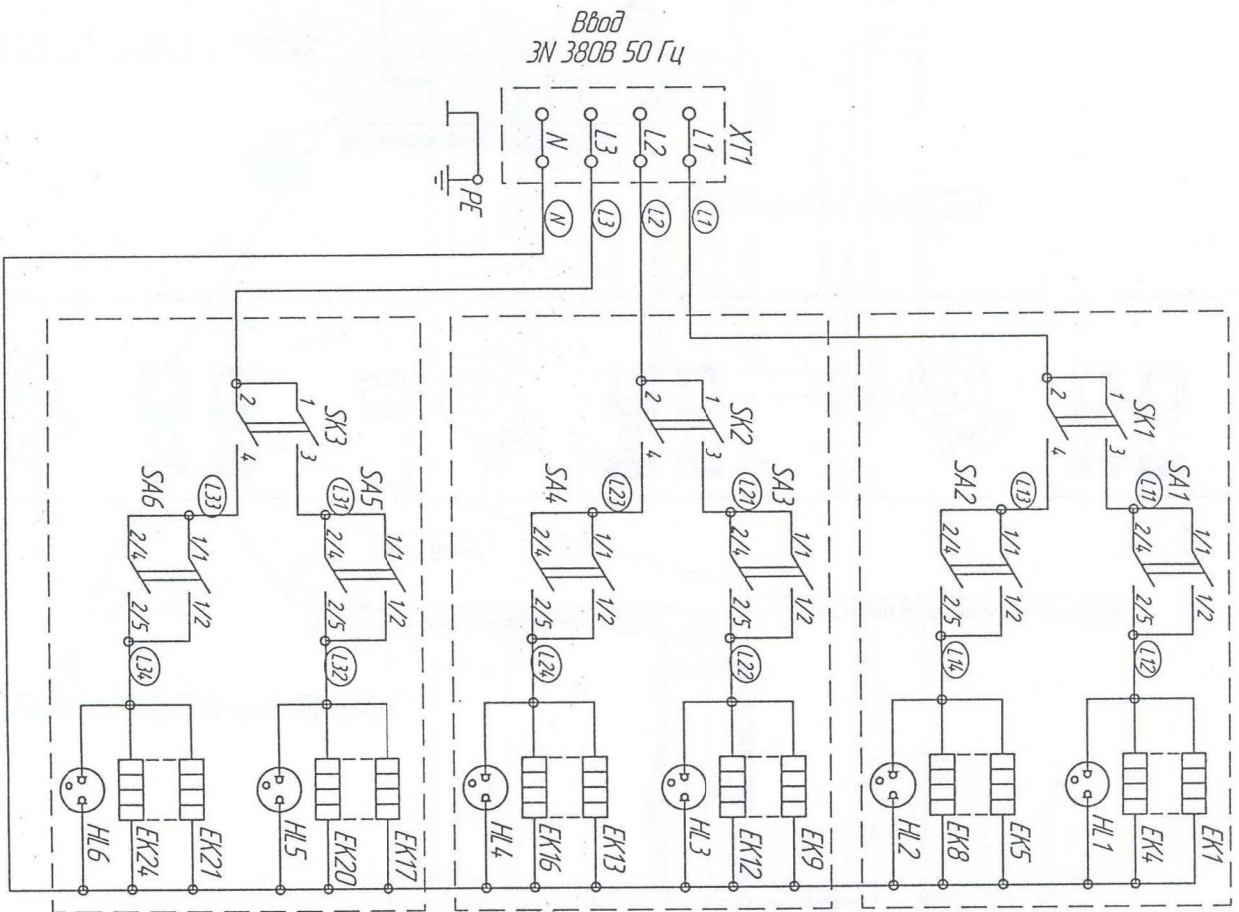 Ввод
3N 380В 50 Гц
XT1
L1
L2
L3
N
PE
L1
L2
L3
N
SK1
1
2
3
4
SA1
L11
1/1
2/4
1/2
2/5
L12
SA2
L13
1/1
2/4
1/2
2/5
L14
EK1
EK4
HL1
EK5
EK8
HL2
SK2
1
2
3
4
SA3
L21
1/1
2/4
1/2
2/5
L22
SA4
L23
1/1
2/4
1/2
2/5
L24
EK9
EK12
HL3
EK13
EK16
HL4
SK3
1
2
3
4
SA5
L31
1/1
2/4
1/2
2/5
L32
SA6
L33
1/1
2/4
1/2
2/5
L34
EK17
EK20
HL5
EK21
EK24
HL6